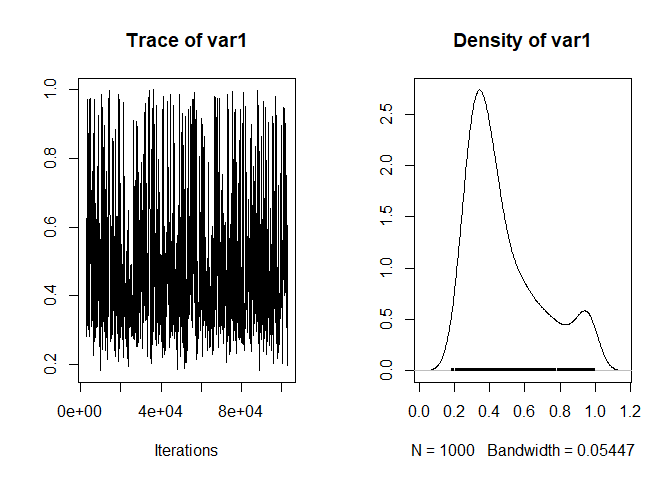 Trace of var1
1.0
0.8
0.6
0.4
0.2
0e+00 4e+04 8e+04
Iterations
Density of var1
2.5
2.0
1.5
1.0
0.5
0.0
0.0 0.2 0.4 0.6 0.8 1.0 1.2
N = 1000 Bandwidth = 0.05447